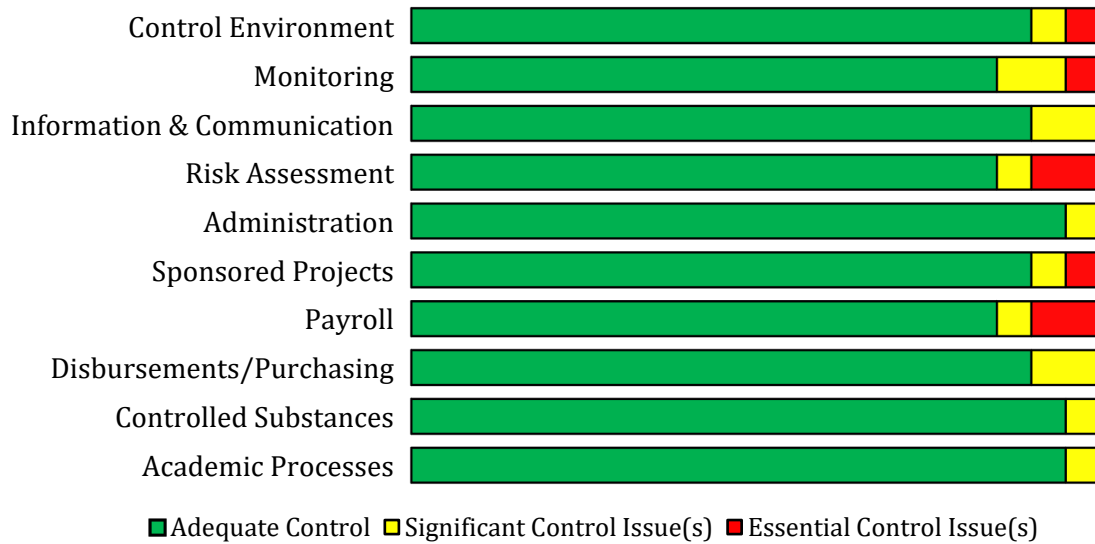 Control Environment
Monitoring
Information & Communication
Risk Assessment
Administration
Sponsored Projects
Payroll
Disbursements/Purchasing
Controlled Substances
Academic Processes
Adequate Control Significant Control Issue(s) Essential Control Issue(s)